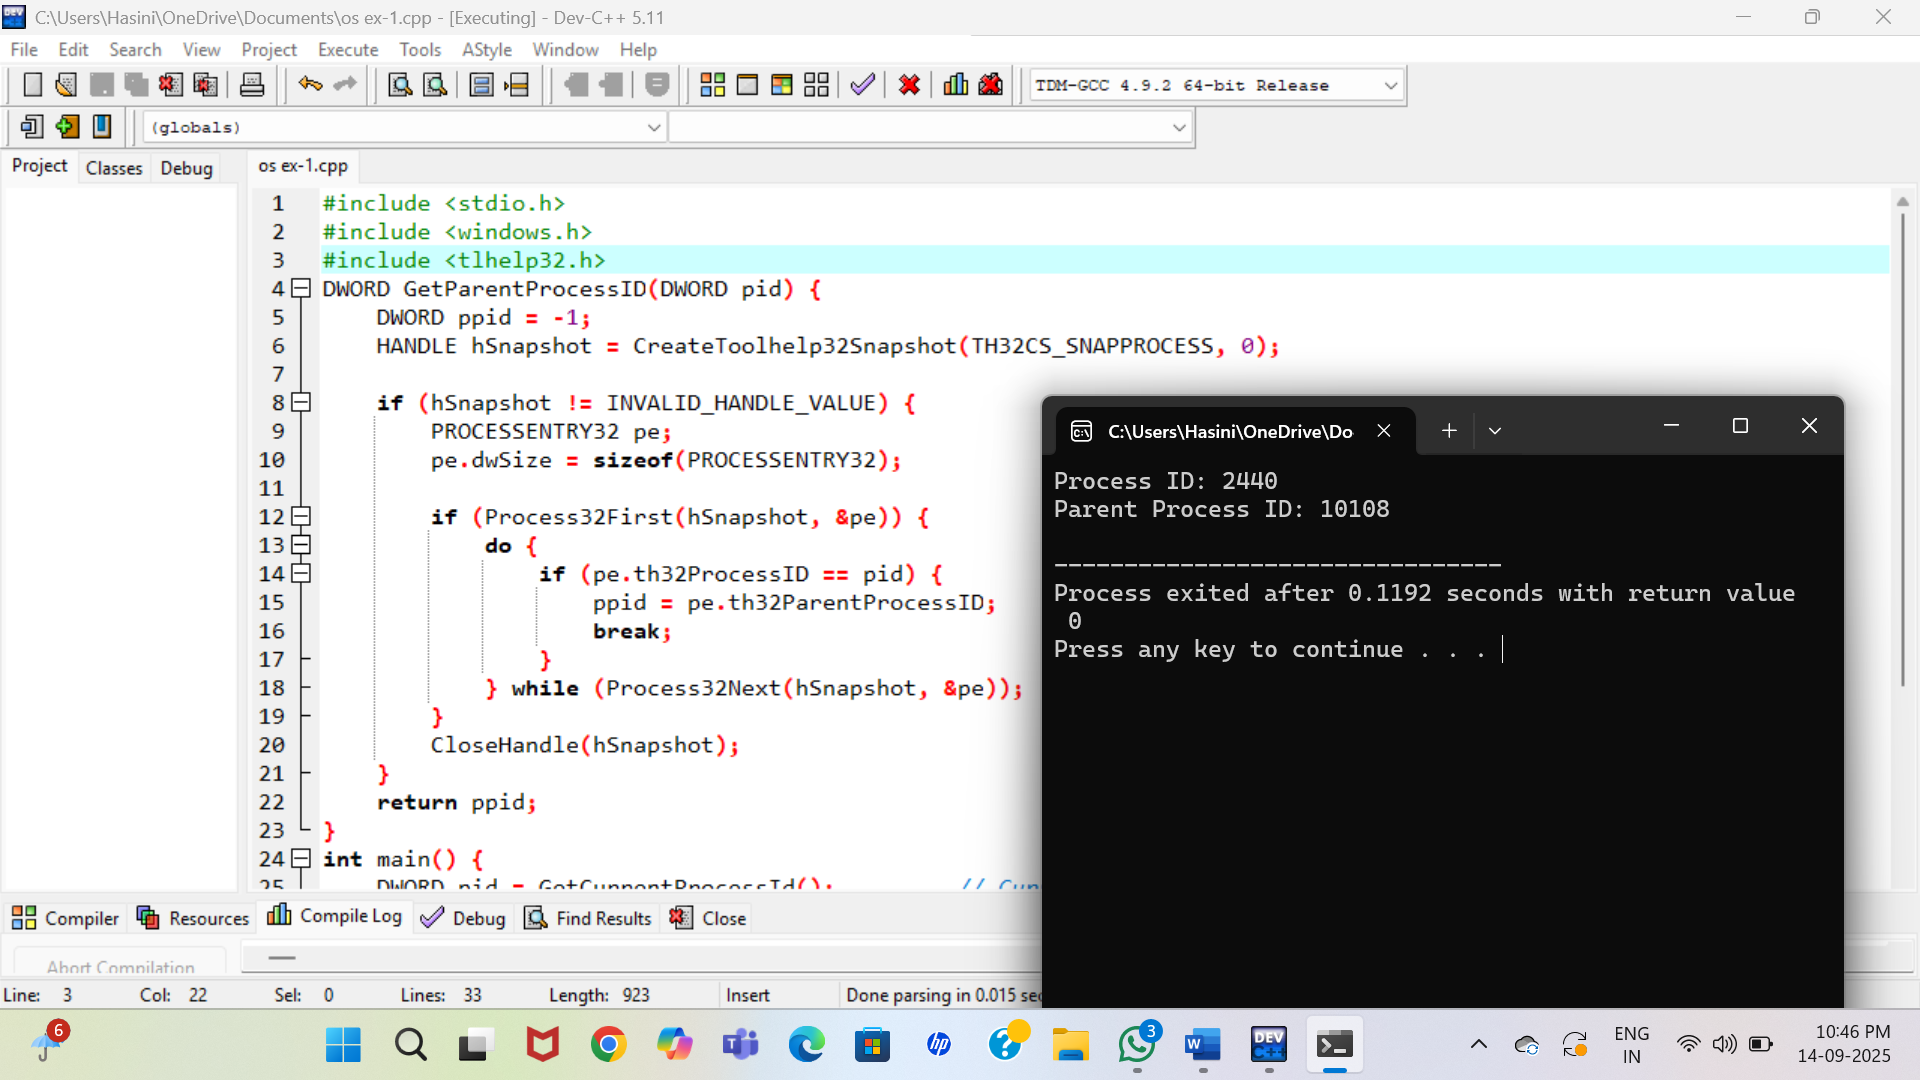 C:\Users\Hasini\OneDrive\Documents\os ex-1.cpp - [Executing] - Dev-C++ 5.11
File Edit Search View Project Execute Tools AStyle Window Help
TDM-GCC 4.9.2 64-bit Release
(globals)
Project Classes Debug
os ex-1.cpp
1 #include <stdio.h>
2 #include <windows.h>
3 #include <tlhelp32.h>
4 DWORD GetParentProcessID(DWORD pid) {
5 DWORD ppid = -1;
6 HANDLE hSnapshot = CreateToolhelp32Snapshot(TH32CS_SNAPPROCESS, 0);
7
8 if (hSnapshot != INVALID_HANDLE_VALUE) {
9 PROCESSENTRY32 pe;
10 pe.dwSize = sizeof(PROCESSENTRY32);
11
12 if (Process32First(hSnapshot, &pe)) {
13 do {
14 if (pe.th32ProcessID == pid) {
15 ppid = pe.th32ParentProcessID;
16 break;
17 }
18 } while (Process32Next(hSnapshot, &pe));
19 }
20 CloseHandle(hSnapshot);
21 }
22 return ppid;
23 }
24 int main() {
25 DWORD pid = GetCurrentProcessId(); //
C:\Users\Hasini\OneDrive\Do
Process ID: 2440
Parent Process ID: 10108
--------------------------------
Process exited after 0.1192 seconds with return value
0
Press any key to continue . . .
Compiler Resources Compile Log Debug Find Results Close
Abort Compilation
Line: 3 Col: 22 Sel: 0 Lines: 33 Length: 923 Insert Done parsing in 0.015
6
3
ENG
IN
10:46 PM
14-09-2025